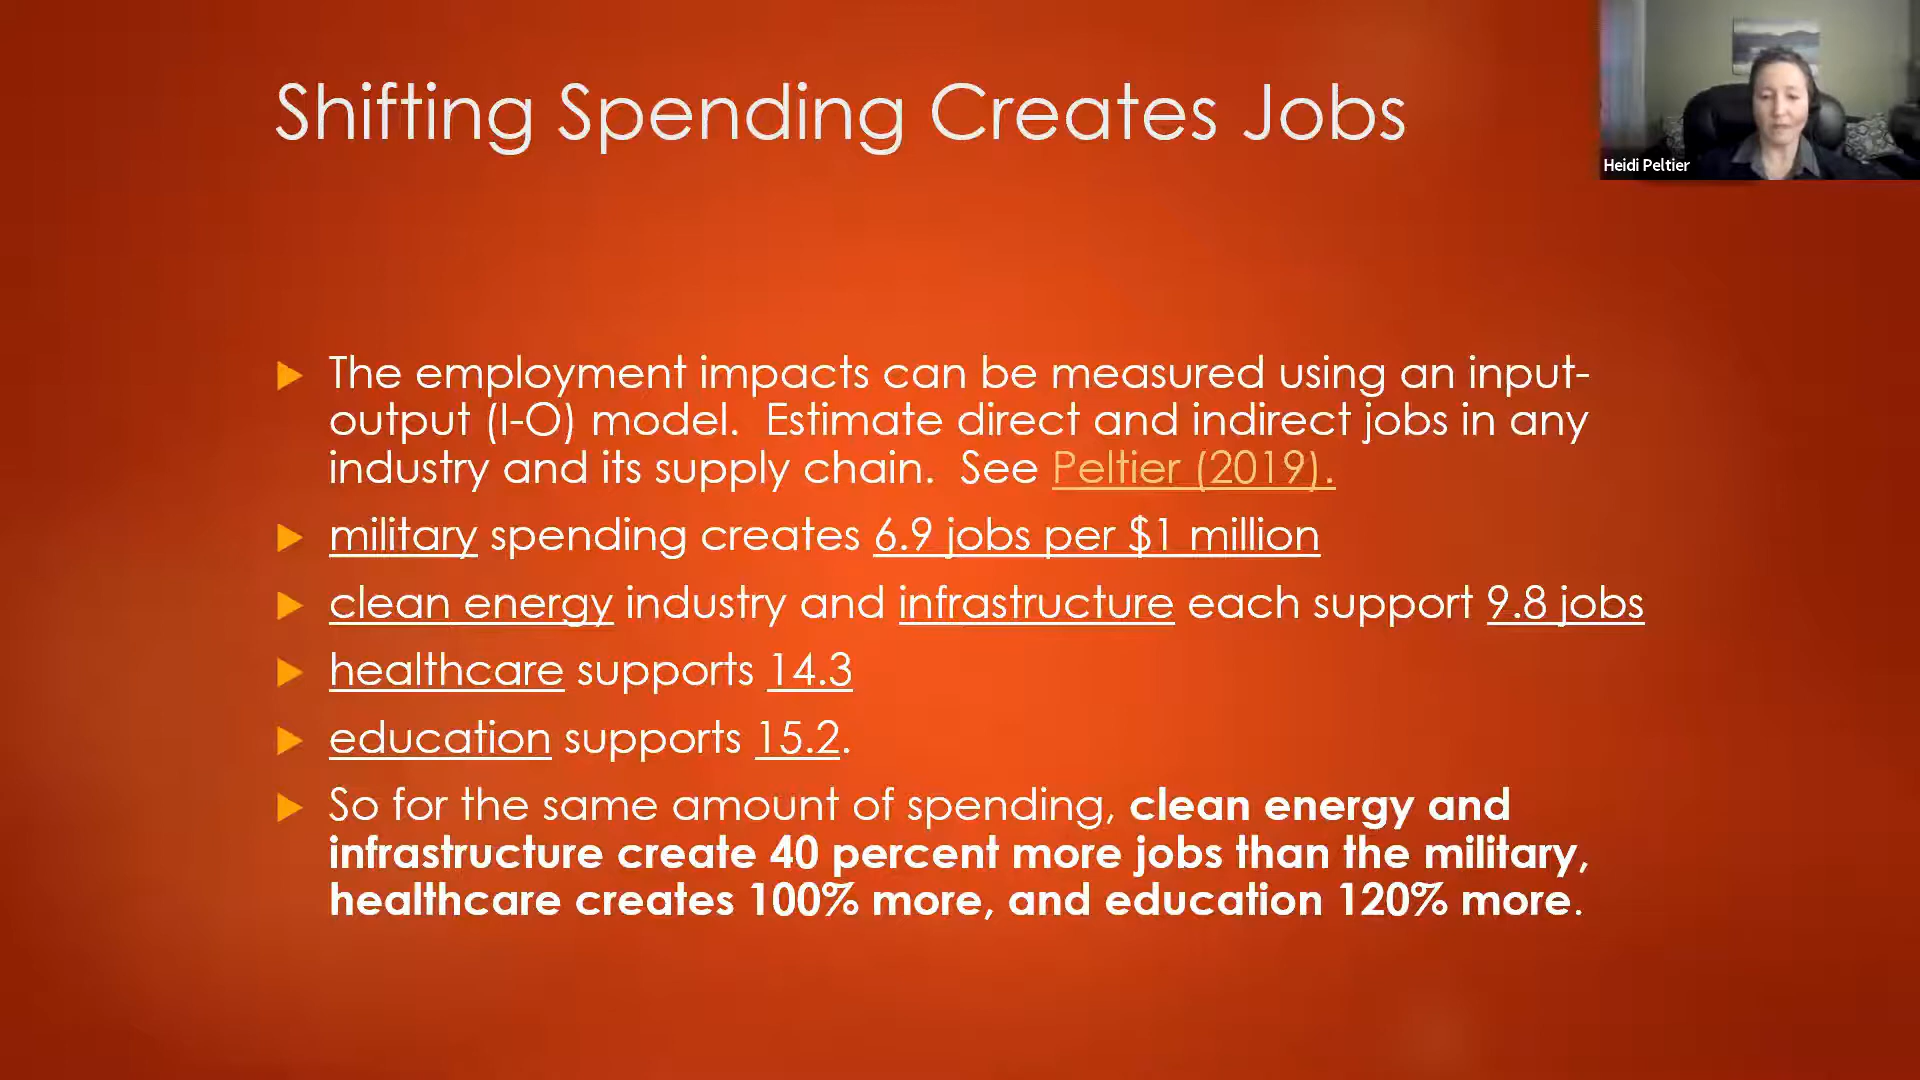 Shifting Spending Creates Jobs
Heidi Peltier
The employment impacts can be measured using an input-
output (I-O) model.  Estimate direct and indirect jobs in any
industry and its supply chain.  See Peltier (2019).
military spending creates 6.9 jobs per $1 million
clean energy industry and infrastructure each support 9.8 jobs
healthcare supports 14.3
education supports 15.2.
So for the same amount of spending, clean energy and
infrastructure create 40 percent more jobs than the military,
healthcare creates 100% more, and education 120% more.